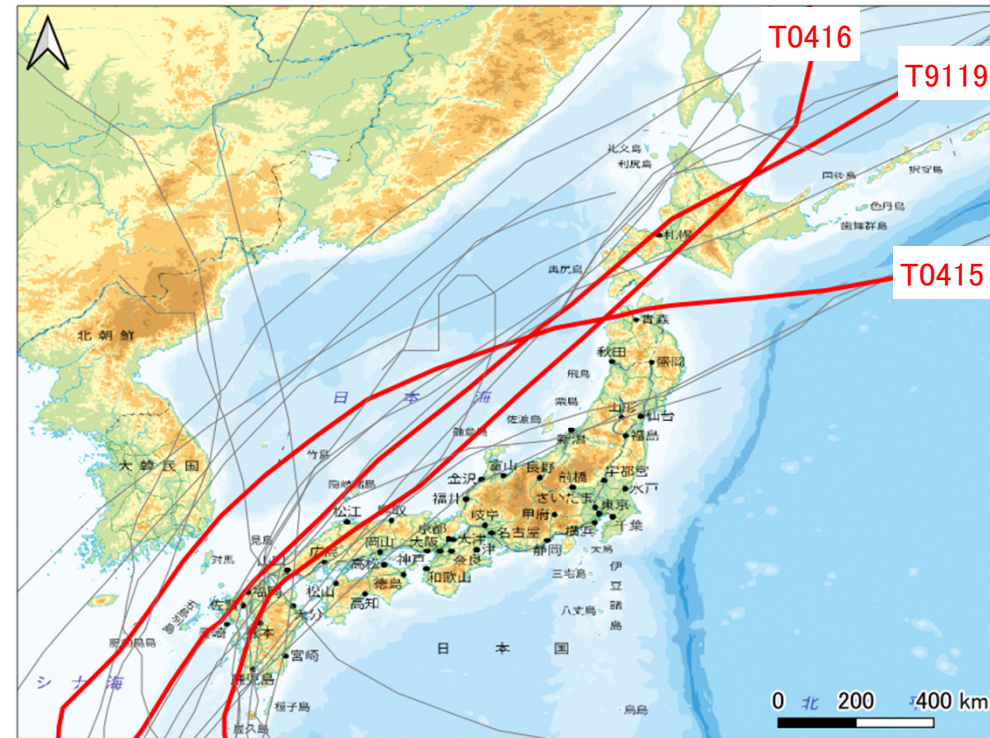 T0416
T9119
T0415
礼文島
利尻島
国後島
択捉島
色丹島
歯舞群島
札幌
奥尻島
北朝鮮
青森
秋田
盛岡
飛島
日本海
粟島
山形
仙台
佐渡島
新潟
福島
大韓民国
竹島
富山
長野
前橋
宇都宮
金沢
水戸
隠岐諸島
福井
さいたま
東京
松江
鳥取
岐阜
甲府
千葉
京都
名古屋
横浜
見島
岡山
大阪
大津
静岡
大島
対馬
山口
広島
神戸
奈良
津
高松
和歌山
三宅島
伊豆諸島
福岡
松山
徳島
佐賀
高知
八丈島
大分
五島列島
長崎
熊本
日本国
宮崎
鹿児島
種子島
鳥島
屋久島
0 200 400 km
北